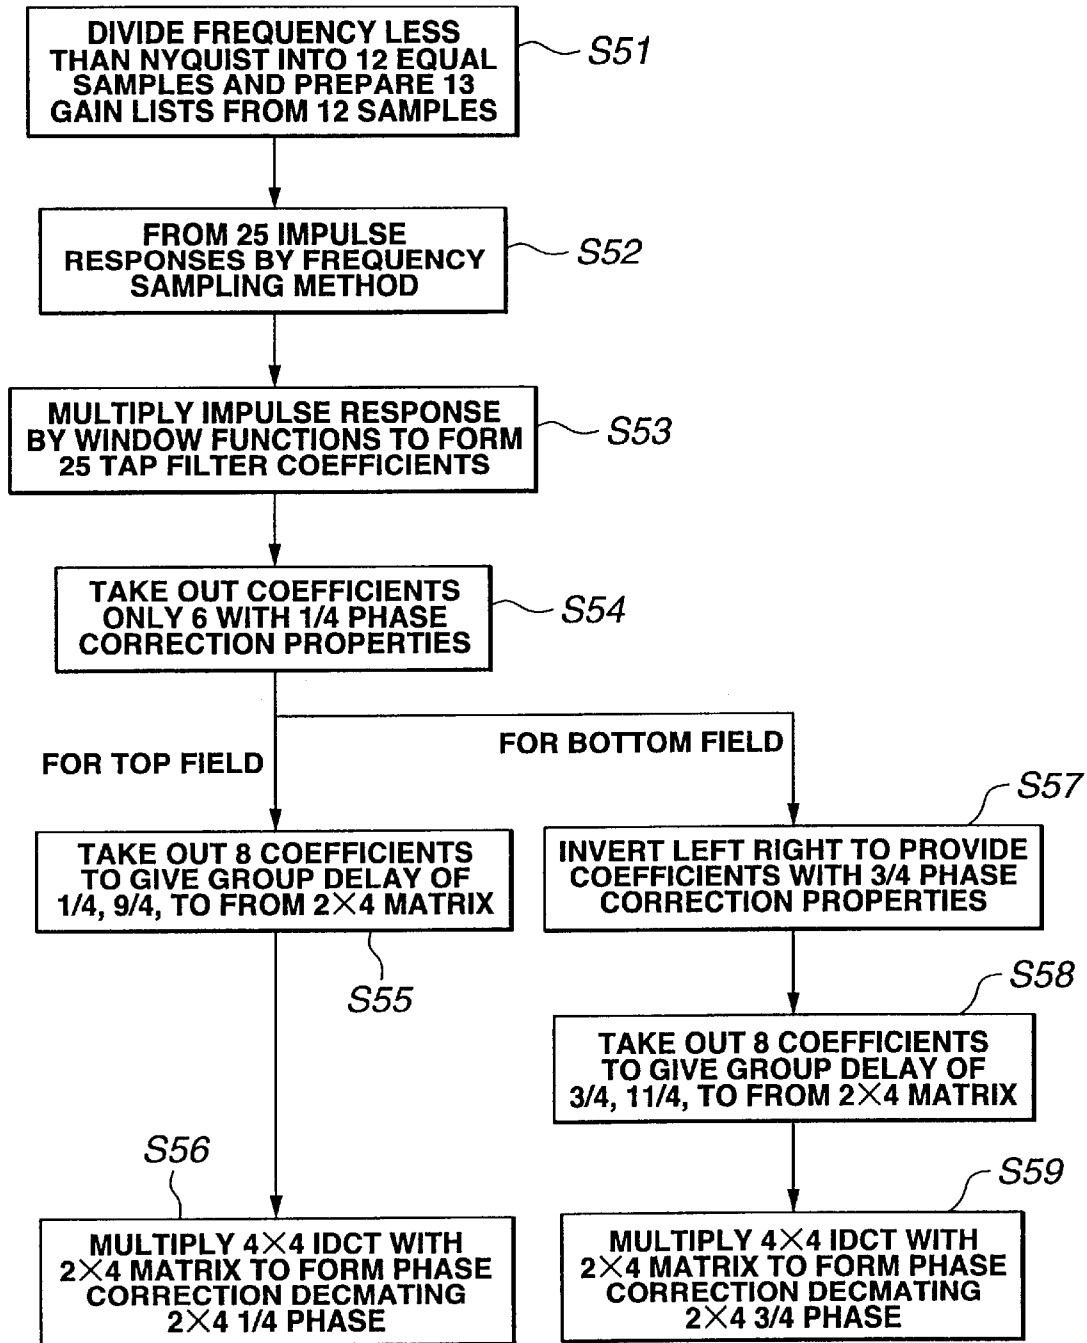 DIVIDE FREQUENCY LESS
THAN NYQUIST INTO 12 EQUAL
SAMPLES AND PREPARE 13
GAIN LISTS FROM 12 SAMPLES
S51
FROM 25 IMPULSE
RESPONSES BY FREQUENCY
SAMPLING METHOD
S52
MULTIPLY IMPULSE RESPONSE
BY WINDOW FUNCTIONS TO FORM
25 TAP FILTER COEFFICIENTS
S53
TAKE OUT COEFFICIENTS
ONLY 6 WITH 1/4 PHASE
CORRECTION PROPERTIES
S54
FOR TOP FIELD
FOR BOTTOM FIELD
TAKE OUT 8 COEFFICIENTS
TO GIVE GROUP DELAY OF
1/4, 9/4, TO FROM 2×4 MATRIX
S55
S57
INVERT LEFT RIGHT TO PROVIDE
COEFFICIENTS WITH 3/4 PHASE
CORRECTION PROPERTIES
S58
TAKE OUT 8 COEFFICIENTS
TO GIVE GROUP DELAY OF
3/4, 11/4, TO FROM 2×4 MATRIX
S56
MULTIPLY 4×4 IDCT WITH
2×4 MATRIX TO FORM PHASE
CORRECTION DECMATING
2×4 1/4 PHASE
S59
MULTIPLY 4×4 IDCT WITH
2×4 MATRIX TO FORM PHASE
CORRECTION DECMATING
2×4 3/4 PHASE